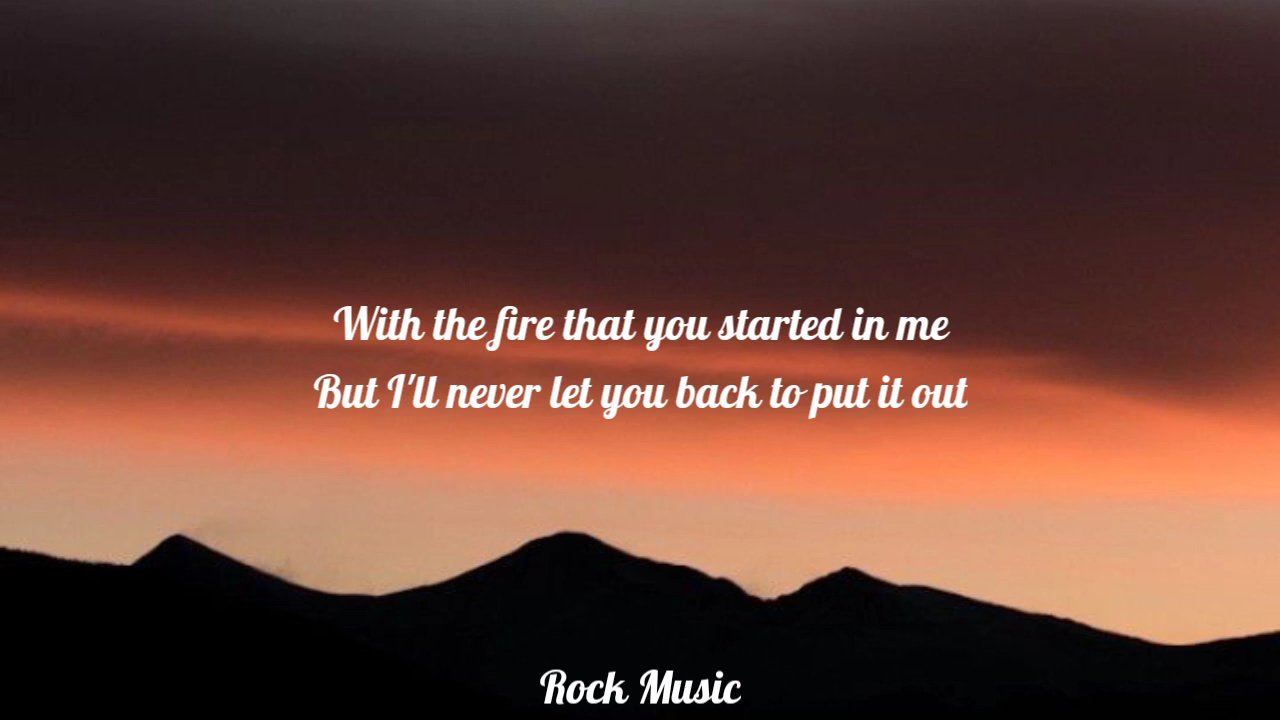 With the fire that you started in me
But I'll never let you back to put it out
Rock Music